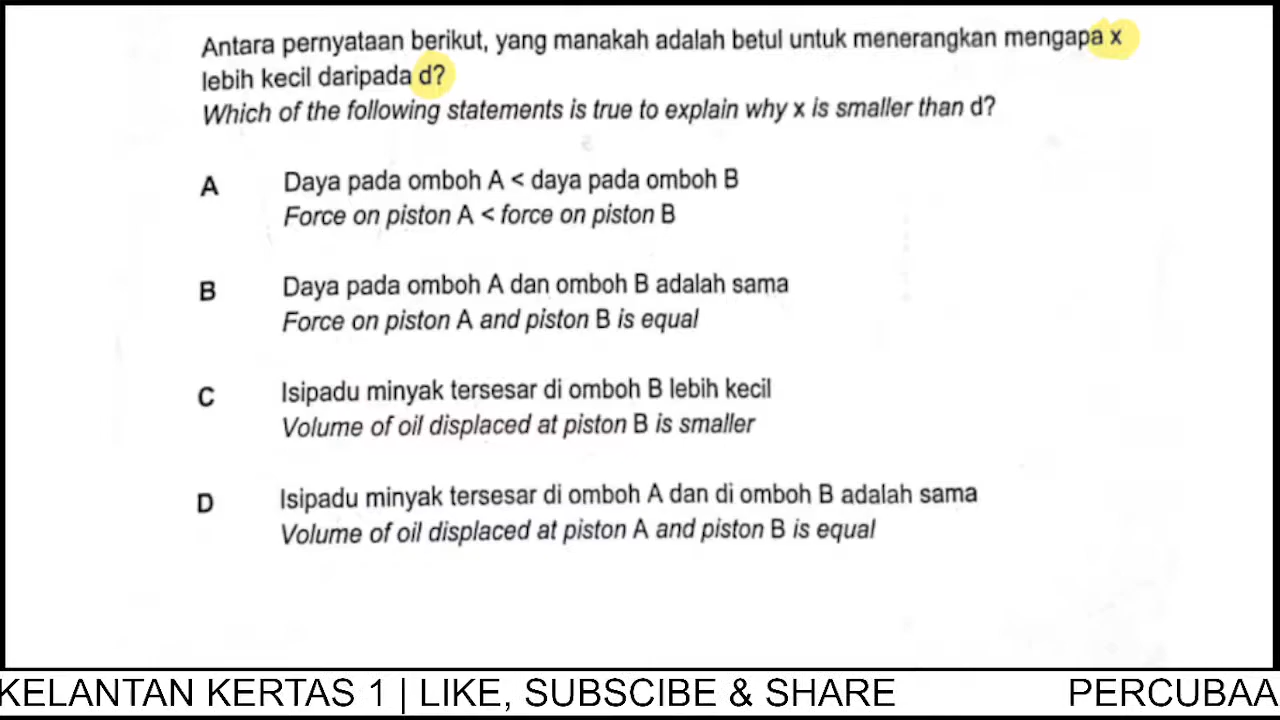 Antara pernyataan berikut, yang manakah adalah betul untuk menerangkan mengapa x
lebih kecil daripada d?
Which of the following statements is true to explain why x is smaller than d?
A Daya pada omboh A < daya pada omboh B
Force on piston A < force on piston B
B Daya pada omboh A dan omboh B adalah sama
Force on piston A and piston B is equal
C Isipadu minyak tersesar di omboh B lebih kecil
Volume of oil displaced at piston B is smaller
D Isipadu minyak tersesar di omboh A dan di omboh B adalah sama
Volume of oil displaced at piston A and piston B is equal
KELANTAN KERTAS 1 | LIKE, SUBSCIBE & SHARE PERCUBAA